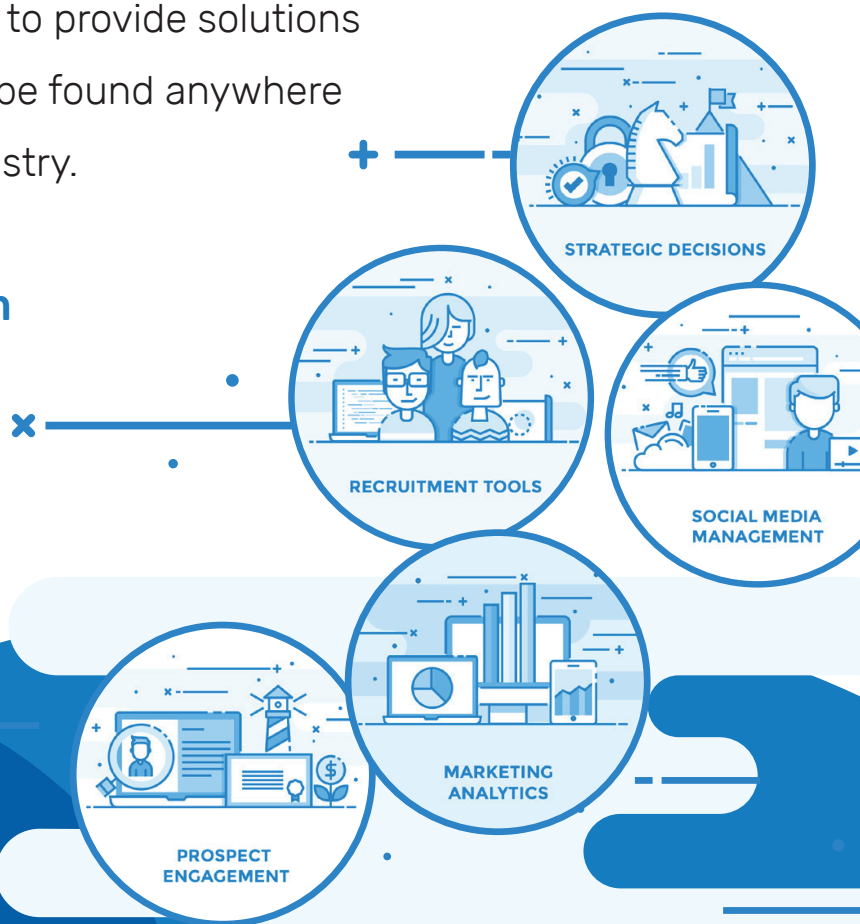 to provide solutions
be found anywhere
stry.
STRATEGIC DECISIONS
RECRUITMENT TOOLS
SOCIAL MEDIA
MANAGEMENT
MARKETING
ANALYTICS
PROSPECT
ENGAGEMENT